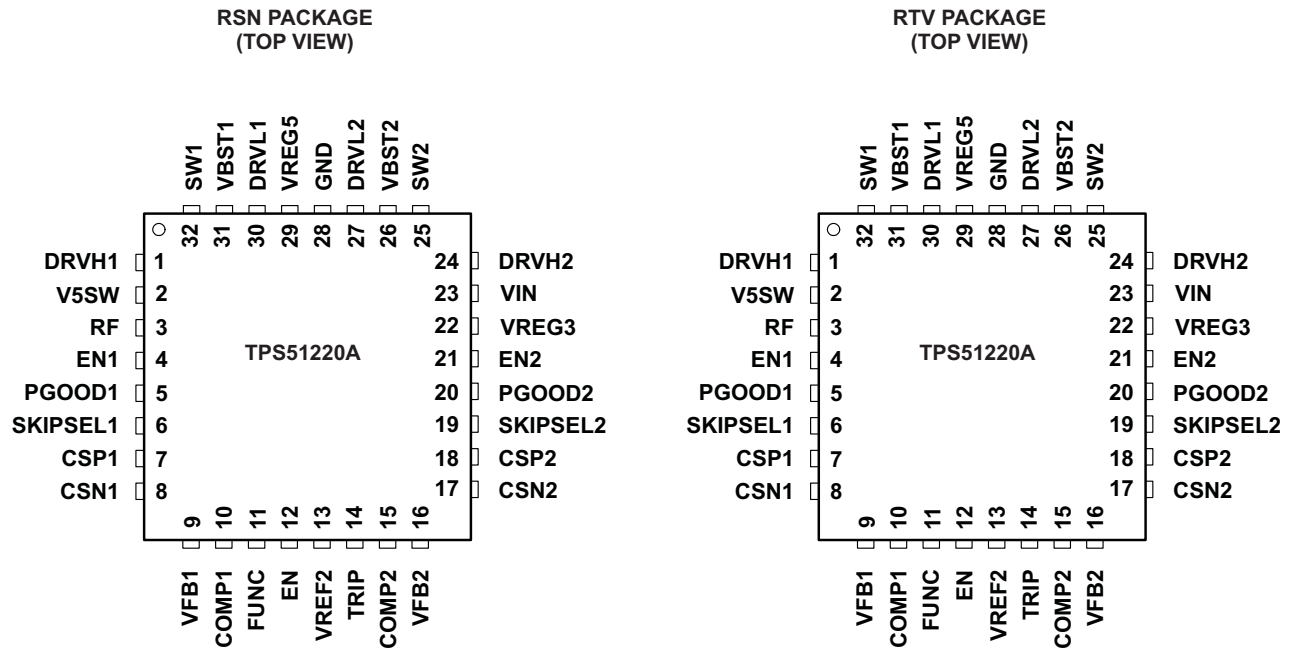 RSN PACKAGE
(TOP VIEW)
SW1
VBST1
DRVL1
VREG5
GND
DRVL2
VBST2
SW2
32
31
30
29
28
27
26
25
DRVH1 1
V5SW 2
RF 3
EN1 4
PGOOD1 5
SKIPSEL1 6
CSP1 7
CSN1 8
TPS51220A
24 DRVH2
23 VIN
22 VREG3
21 EN2
20 PGOOD2
19 SKIPSEL2
18 CSP2
17 CSN2
9
10
11
12
13
14
15
16
VFB1
COMP1
FUNC
EN
VREF2
TRIP
COMP2
VFB2
RTV PACKAGE
(TOP VIEW)
SW1
VBST1
DRVL1
VREG5
GND
DRVL2
VBST2
SW2
32
31
30
29
28
27
26
25
DRVH1 1
V5SW 2
RF 3
EN1 4
PGOOD1 5
SKIPSEL1 6
CSP1 7
CSN1 8
TPS51220A
24 DRVH2
23 VIN
22 VREG3
21 EN2
20 PGOOD2
19 SKIPSEL2
18 CSP2
17 CSN2
9
10
11
12
13
14
15
16
VFB1
COMP1
FUNC
EN
VREF2
TRIP
COMP2
VFB2